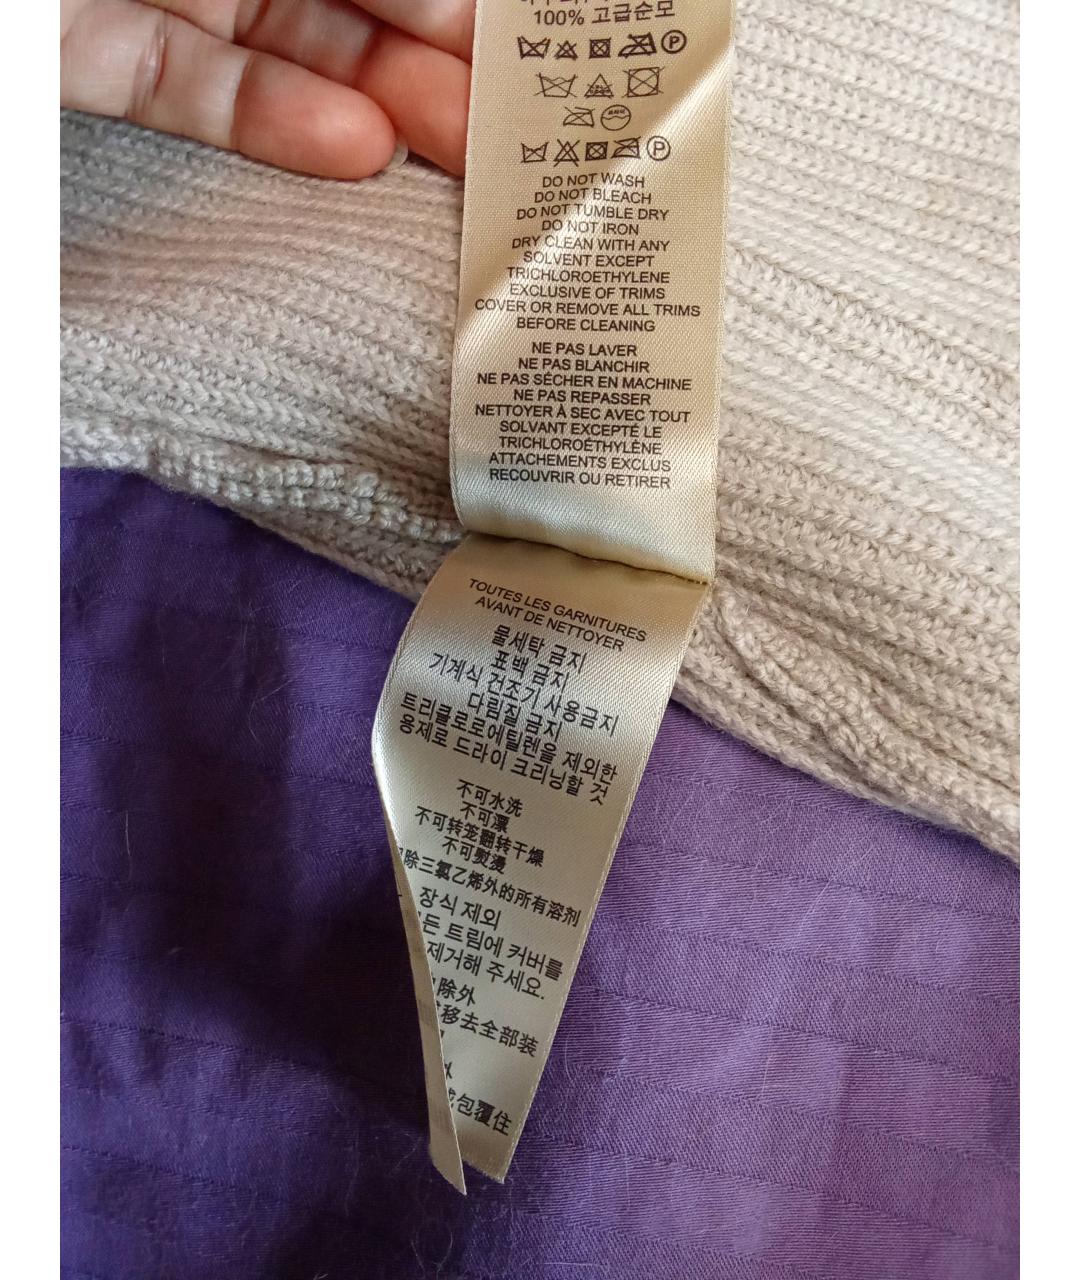 100% 고급순모
P
P
DO NOT WASH
DO NOT BLEACH
DO NOT TUMBLE DRY
DO NOT IRON
DRY CLEAN WITH ANY
SOLVENT EXCEPT
TRICHLOROETHYLENE
EXCLUSIVE OF TRIMS
COVER OR REMOVE ALL TRIMS
BEFORE CLEANING
NE PAS LAVER
NE PAS BLANCHIR
NE PAS SÉCHER EN MACHINE
NE PAS REPASSER
NETTOYER À SEC AVEC TOUT
SOLVANT EXCEPTÉ LE
TRICHLOROÉTHYLÈNE
ATTACHEMENTS EXCLUS
RECOUVRIR OU RETIRER
TOUTES LES GARNITURES
AVANT DE NETTOYER
물세탁 금지
표백 금지
기계식 건조기 사용금지
다림질 금지
트리클로로에틸렌을 제외한
용제로 드라이 크리닝할 것
不可水洗
不可漂
不可转笼翻转干燥
不可熨烫
除三氯乙烯外的所有溶剂
장식 제외
든 트림에 커버를
제거해 주세요.
除外
移去全部装
外
包覆住